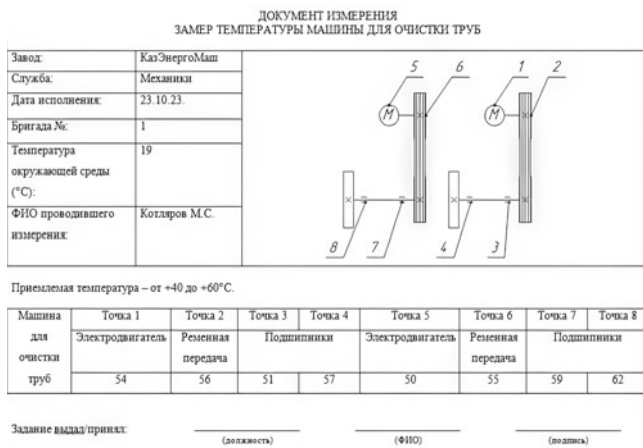 ДОКУМЕНТ ИЗМЕРЕНИЯ
ЗАМЕР ТЕМПЕРАТУРЫ МАШИНЫ ДЛЯ ОЧИСТКИ ТРУБ
Завод: КазЭнергоМаш
Служба: Механики
Дата исполнения: 23.10.23.
Бригада №: 1
Температура 19
окружающей среды
(°С):
ФИО проводившего Котляров М.С.
измерения:
5 6 1 2
М М
8 7 4 3
Приемлемая температура – от +40 до +60°С.
Машина Точка 1 Точка 2 Точка 3 Точка 4 Точка 5 Точка 6 Точка 7 Точка 8
для Электродвигатель Ременная Подшипники Электродвигатель Ременная Подшипники
очистки передача передача
труб 54 56 51 57 50 55 59 62
Задание выдал/принял:
(должность) (ФИО) (подпись)